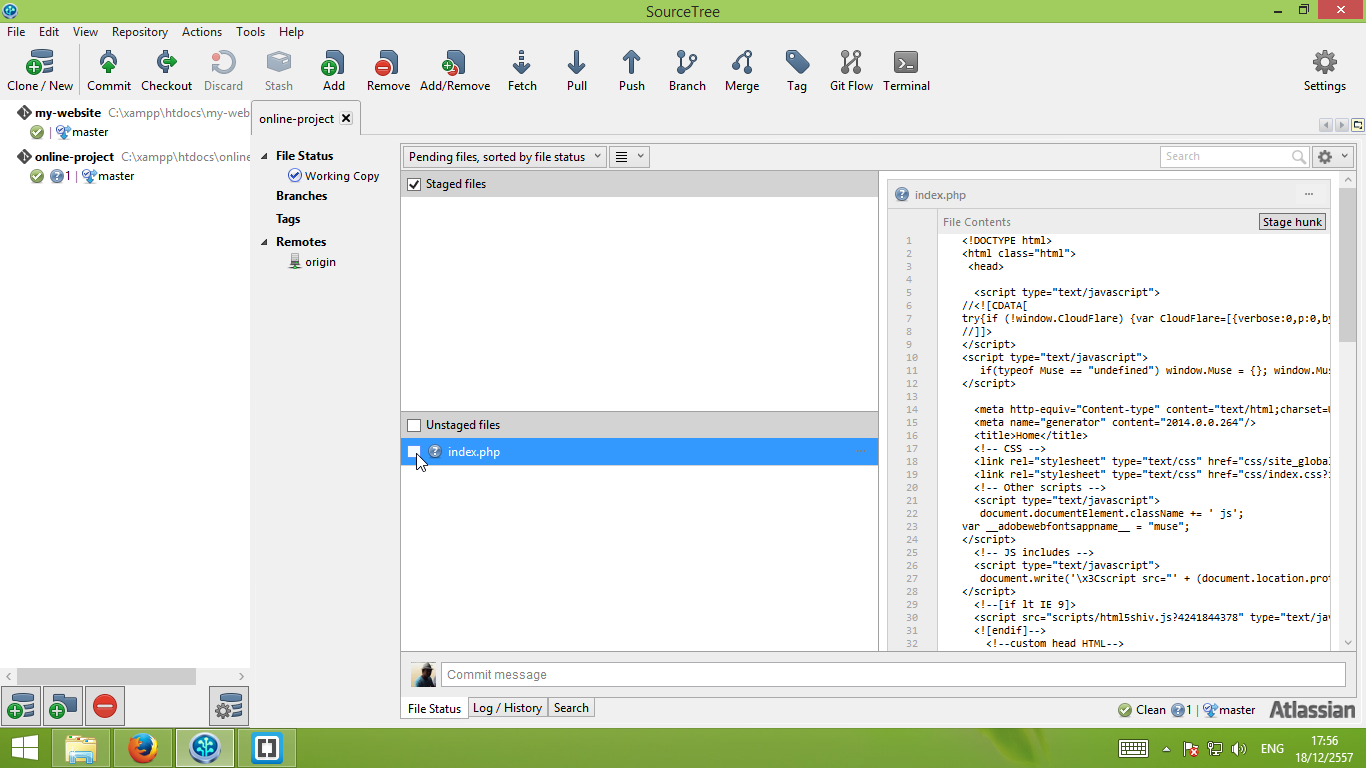 SourceTree
File Edit View Repository Actions Tools Help
Clone / New Commit Checkout Discard Stash Add Remove Add/Remove Fetch Pull Push Branch Merge Tag Git Flow Terminal Settings
my-website C:\xampp\htdocs\my-web
master
online-project C:\xampp\htdocs\online
1 | master
online-project
File Status
Working Copy
Branches
Tags
Remotes
origin
Pending files, sorted by file status
Search
Staged files
Unstaged files
index.php
index.php
File Contents Stage hunk
1 <!DOCTYPE html>
2 <html class="html">
3 <head>
4
5 <script type="text/javascript">
6 //<![CDATA[
7 try{if (!window.CloudFlare) {var CloudFlare=[{verbose:0,p:0,by
8 //]]>
9 </script>
10 <script type="text/javascript">
11 if(typeof Muse == "undefined") window.Muse = {}; window.Mus
12 </script>
13
14 <meta http-equiv="Content-type" content="text/html;charset=
15 <meta name="generator" content="2014.0.0.264"/>
16 <title>Home</title>
17 <!-- CSS -->
18 <link rel="stylesheet" type="text/css" href="css/site_global
19 <link rel="stylesheet" type="text/css" href="css/index.css?
20 <!-- Other scripts -->
21 <script type="text/javascript">
22 document.documentElement.className += ' js';
23 var __adobewebfontsappname__ = "muse";
24 </script>
25 <!-- JS includes -->
26 <script type="text/javascript">
27 document.write('\x3Cscript src="' + (document.location.prot
28 </script>
29 <!--[if lt IE 9]>
30 <script src="scripts/html5shiv.js?4241844378" type="text/jav
31 <![endif]-->
32 <!--custom head HTML-->
Commit message
File Status Log / History Search
Clean 1 | master Atlassian
ENG
17:56
18/12/2557